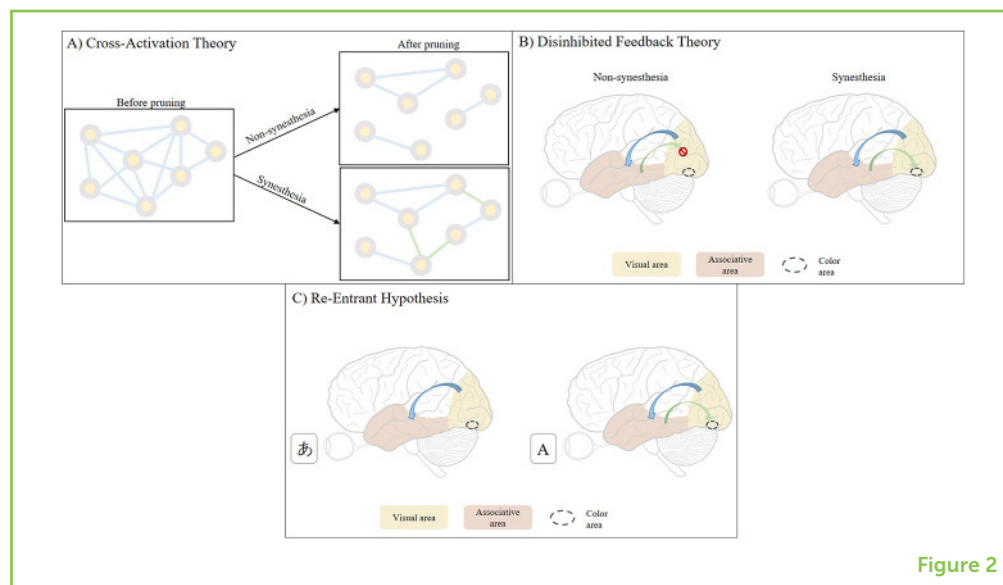 A) Cross-Activation Theory
After pruning
Before pruning
Non-synesthesia
Synesthesia
B) Disinhibited Feedback Theory
Non-synesthesia
Synesthesia
Visual area
Associative
area
Color
area
C) Re-Entrant Hypothesis
あ
A
Visual area
Associative
area
Color
area
Figure 2